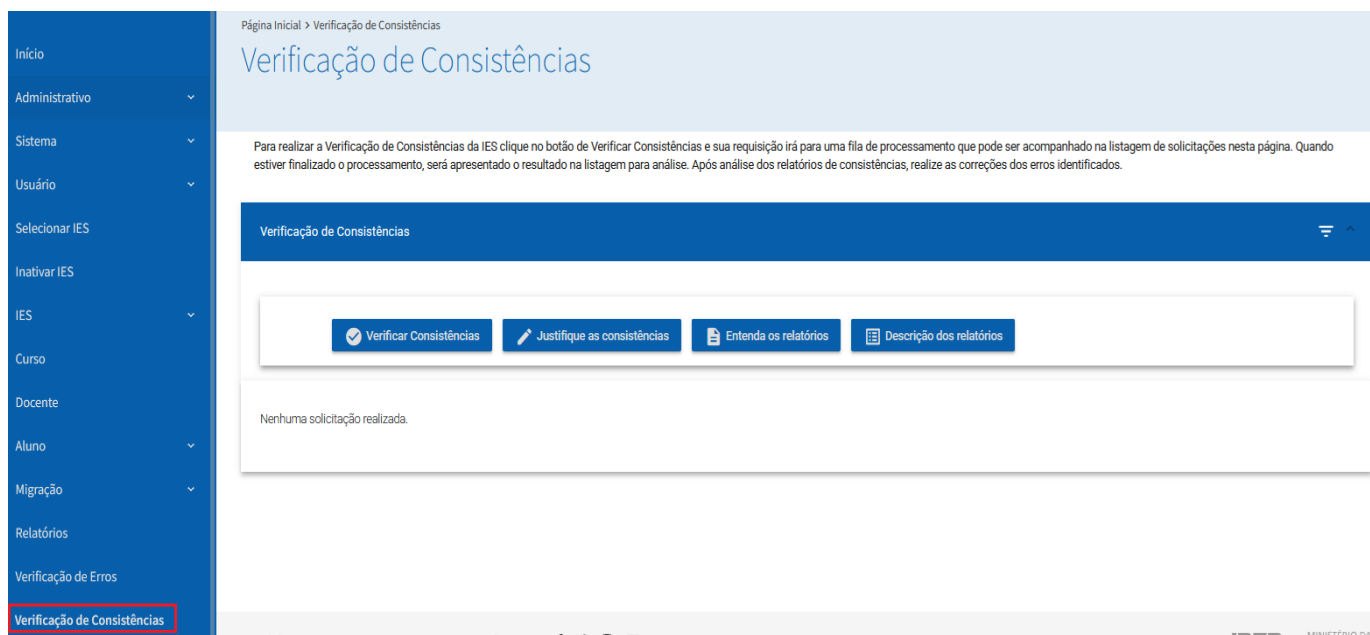 Página Inicial > Verificação de Consistências
Verificação de Consistências
Início
Administrativo
Sistema
Usuário
Selecionar IES
Inativar IES
IES
Curso
Docente
Aluno
Migração
Relatórios
Verificação de Erros
Verificação de Consistências
Para realizar a Verificação de Consistências da IES clique no botão de Verificar Consistências e sua requisição irá para uma fila de processamento que pode ser acompanhado na listagem de solicitações nesta página. Quando
estiver finalizado o processamento, será apresentado o resultado na listagem para análise. Após análise dos relatórios de consistências, realize as correções dos erros identificados.
Verificação de Consistências
Verificar Consistências
Justifique as consistências
Entenda os relatórios
Descrição dos relatórios
Nenhuma solicitação realizada.